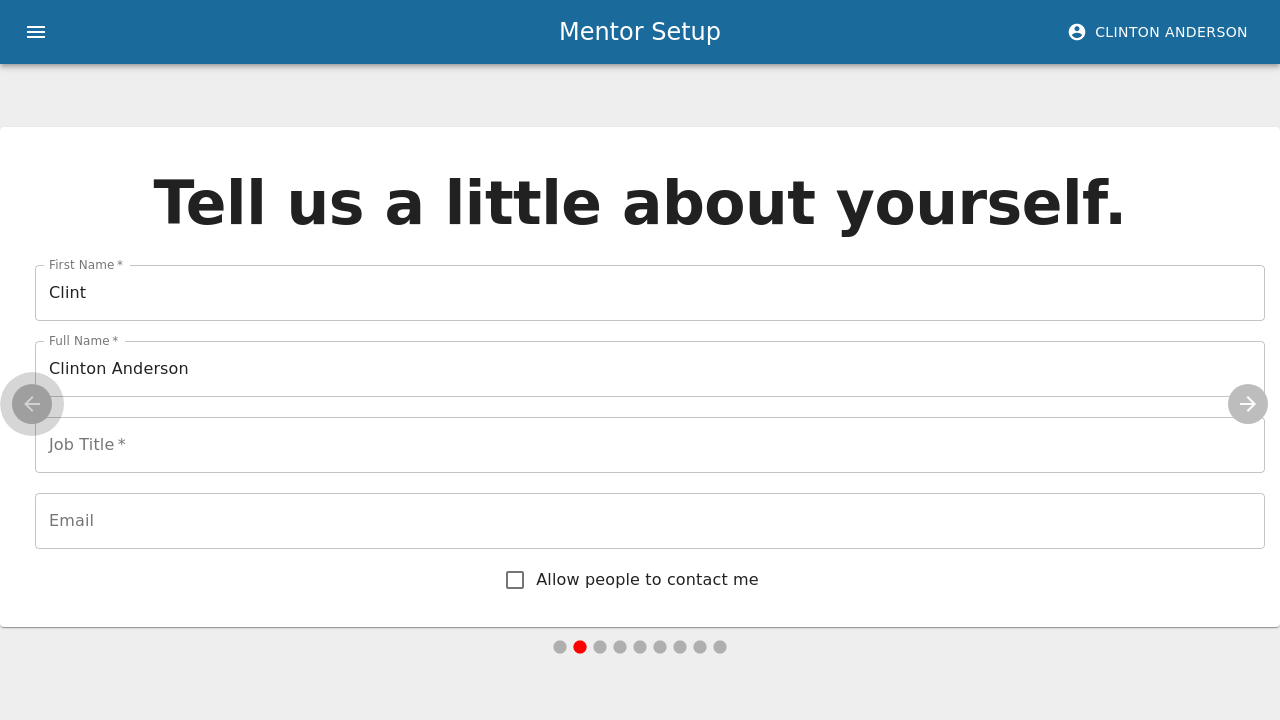 Mentor Setup
CLINTON ANDERSON
Tell us a little about yourself.
First Name *
Clint
Full Name *
Clinton Anderson
Job Title *
Email
Allow people to contact me